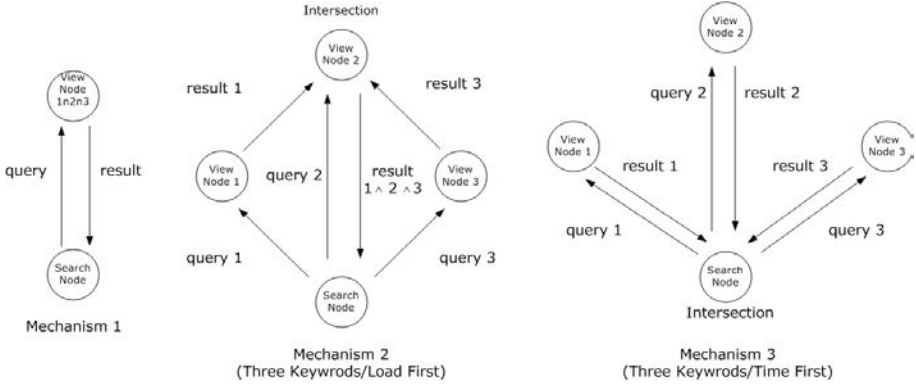 View
Node
1n2n3
query
result
Search
Node
Mechanism 1
Intersection
View
Node 2
result 1
result 3
View
Node 1
query 2
result
1 ∧ 2 ∧ 3
View
Node 3
query 1
query 3
Search
Node
Mechanism 2
(Three Keywrods/Load First)
View
Node 2
query 2
result 2
View
Node 1
result 1
result 3
View
Node 3
query 1
query 3
Search
Node
Intersection
Mechanism 3
(Three Keywrods/Time First)